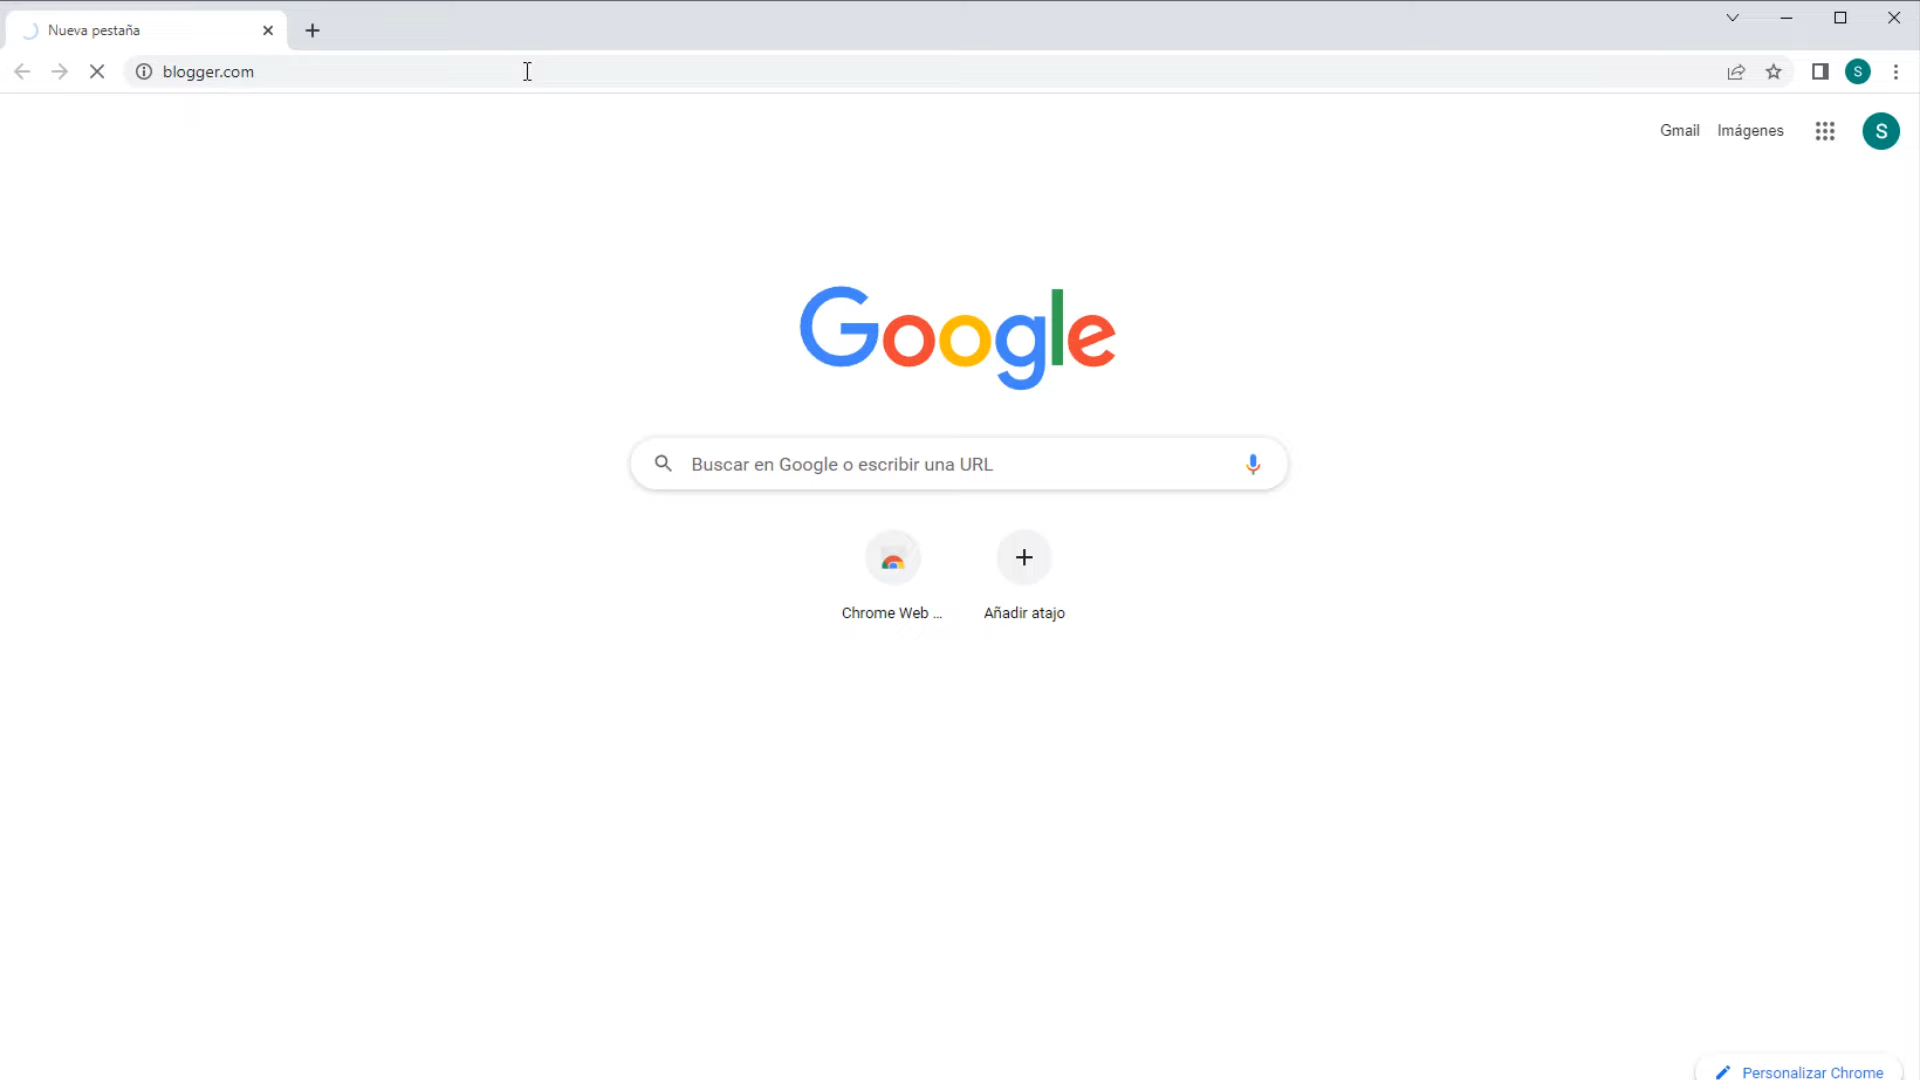 Nueva pestaña
blogger.com
S
Gmail Imágenes S
Google
Buscar en Google o escribir una URL
Chrome Web ... Añadir atajo
Personalizar Chrome